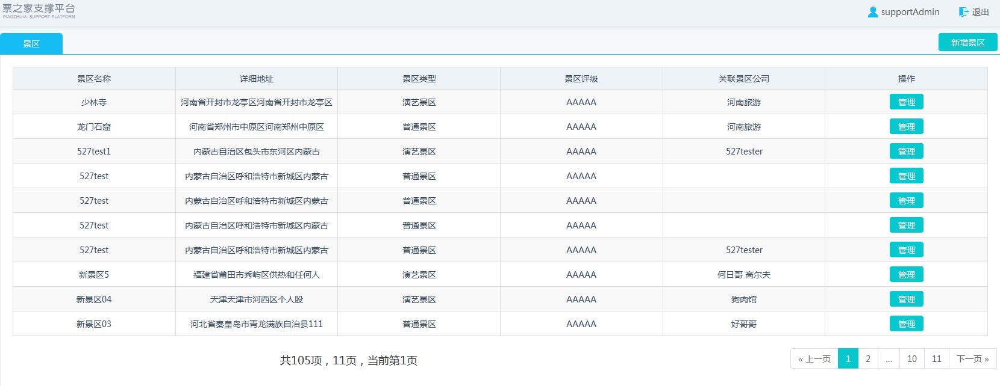 票之家支撑平台
PIAOZHIJIA SUPPORT PLATFORM
supportAdmin 退出
景区 新增景区
景区名称 详细地址 景区类型 景区评级 关联景区公司 操作
少林寺 河南省开封市龙亭区河南省开封市龙亭区 演艺景区 AAAAA 河南旅游 管理
龙门石窟 河南省郑州市中原区河南郑州中原区 普通景区 AAAAA 河南旅游 管理
527test1 内蒙古自治区包头市东河区内蒙古 演艺景区 AAAAA 527tester 管理
527test 内蒙古自治区呼和浩特市新城区内蒙古 普通景区 AAAAA 管理
527test 内蒙古自治区呼和浩特市新城区内蒙古 普通景区 AAAAA 管理
527test 内蒙古自治区呼和浩特市新城区内蒙古 普通景区 AAAAA 管理
527test 内蒙古自治区呼和浩特市新城区内蒙古 普通景区 AAAAA 527tester 管理
新景区5 福建省莆田市秀屿区供热和任何人 演艺景区 AAAAA 何日哥 高尔夫 管理
新景区04 天津天津市河西区个人股 演艺景区 AAAAA 狗肉馆 管理
新景区03 河北省秦皇岛市青龙满族自治县111 普通景区 AAAAA 好哥哥 管理
共105项，11页，当前第1页 « 上一页 1 2 ... 10 11 下一页 »